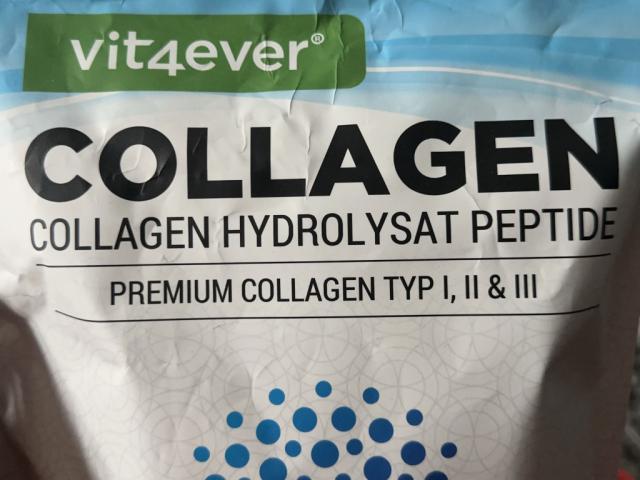 vit4ever®
COLLAGEN
COLLAGEN HYDROLYSAT PEPTIDE
PREMIUM COLLAGEN TYP I, II & III